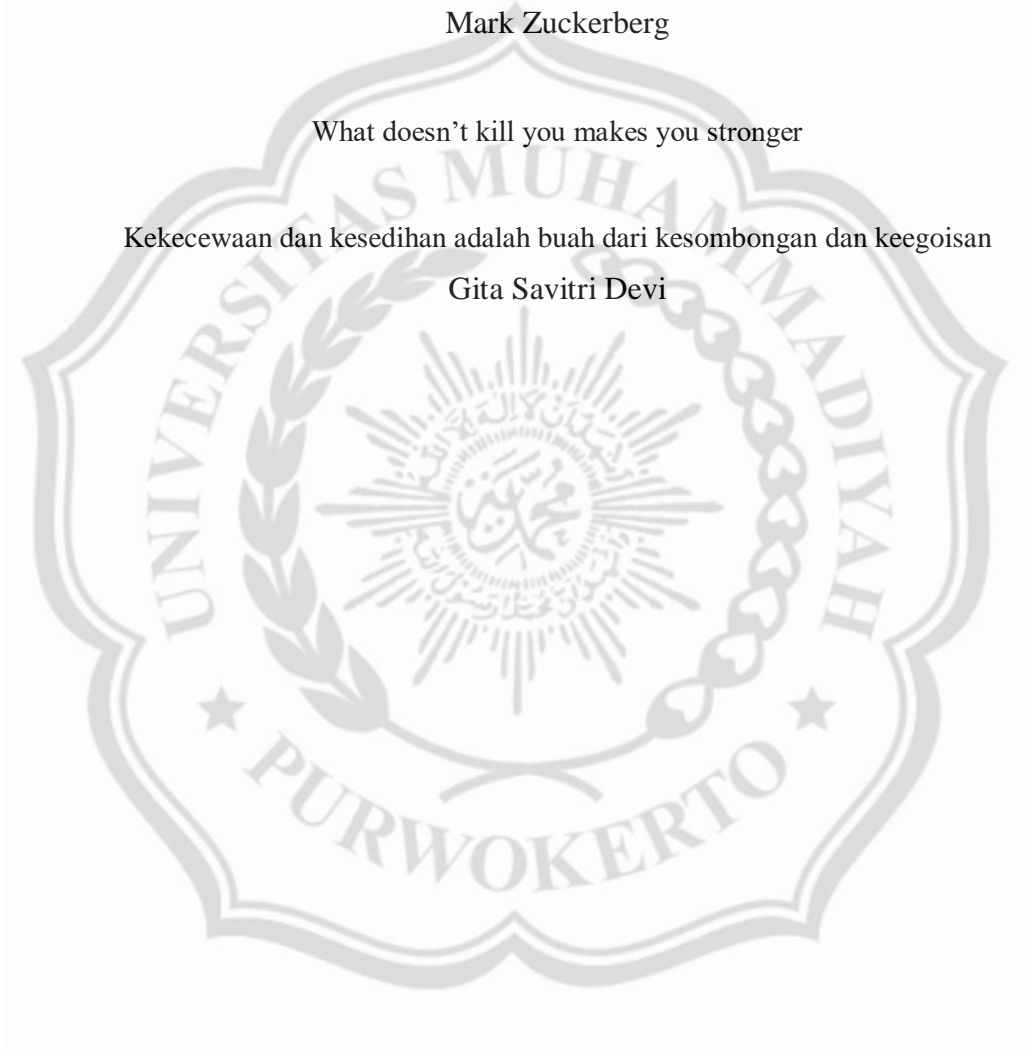 Mark Zuckerberg
What doesn’t kill you makes you stronger
Kekecewaan dan kesedihan adalah buah dari kesombongan dan keegoisan
Gita Savitri Devi
UNIVERSITAS MUHAMMADIYAH
PURWOKERTO